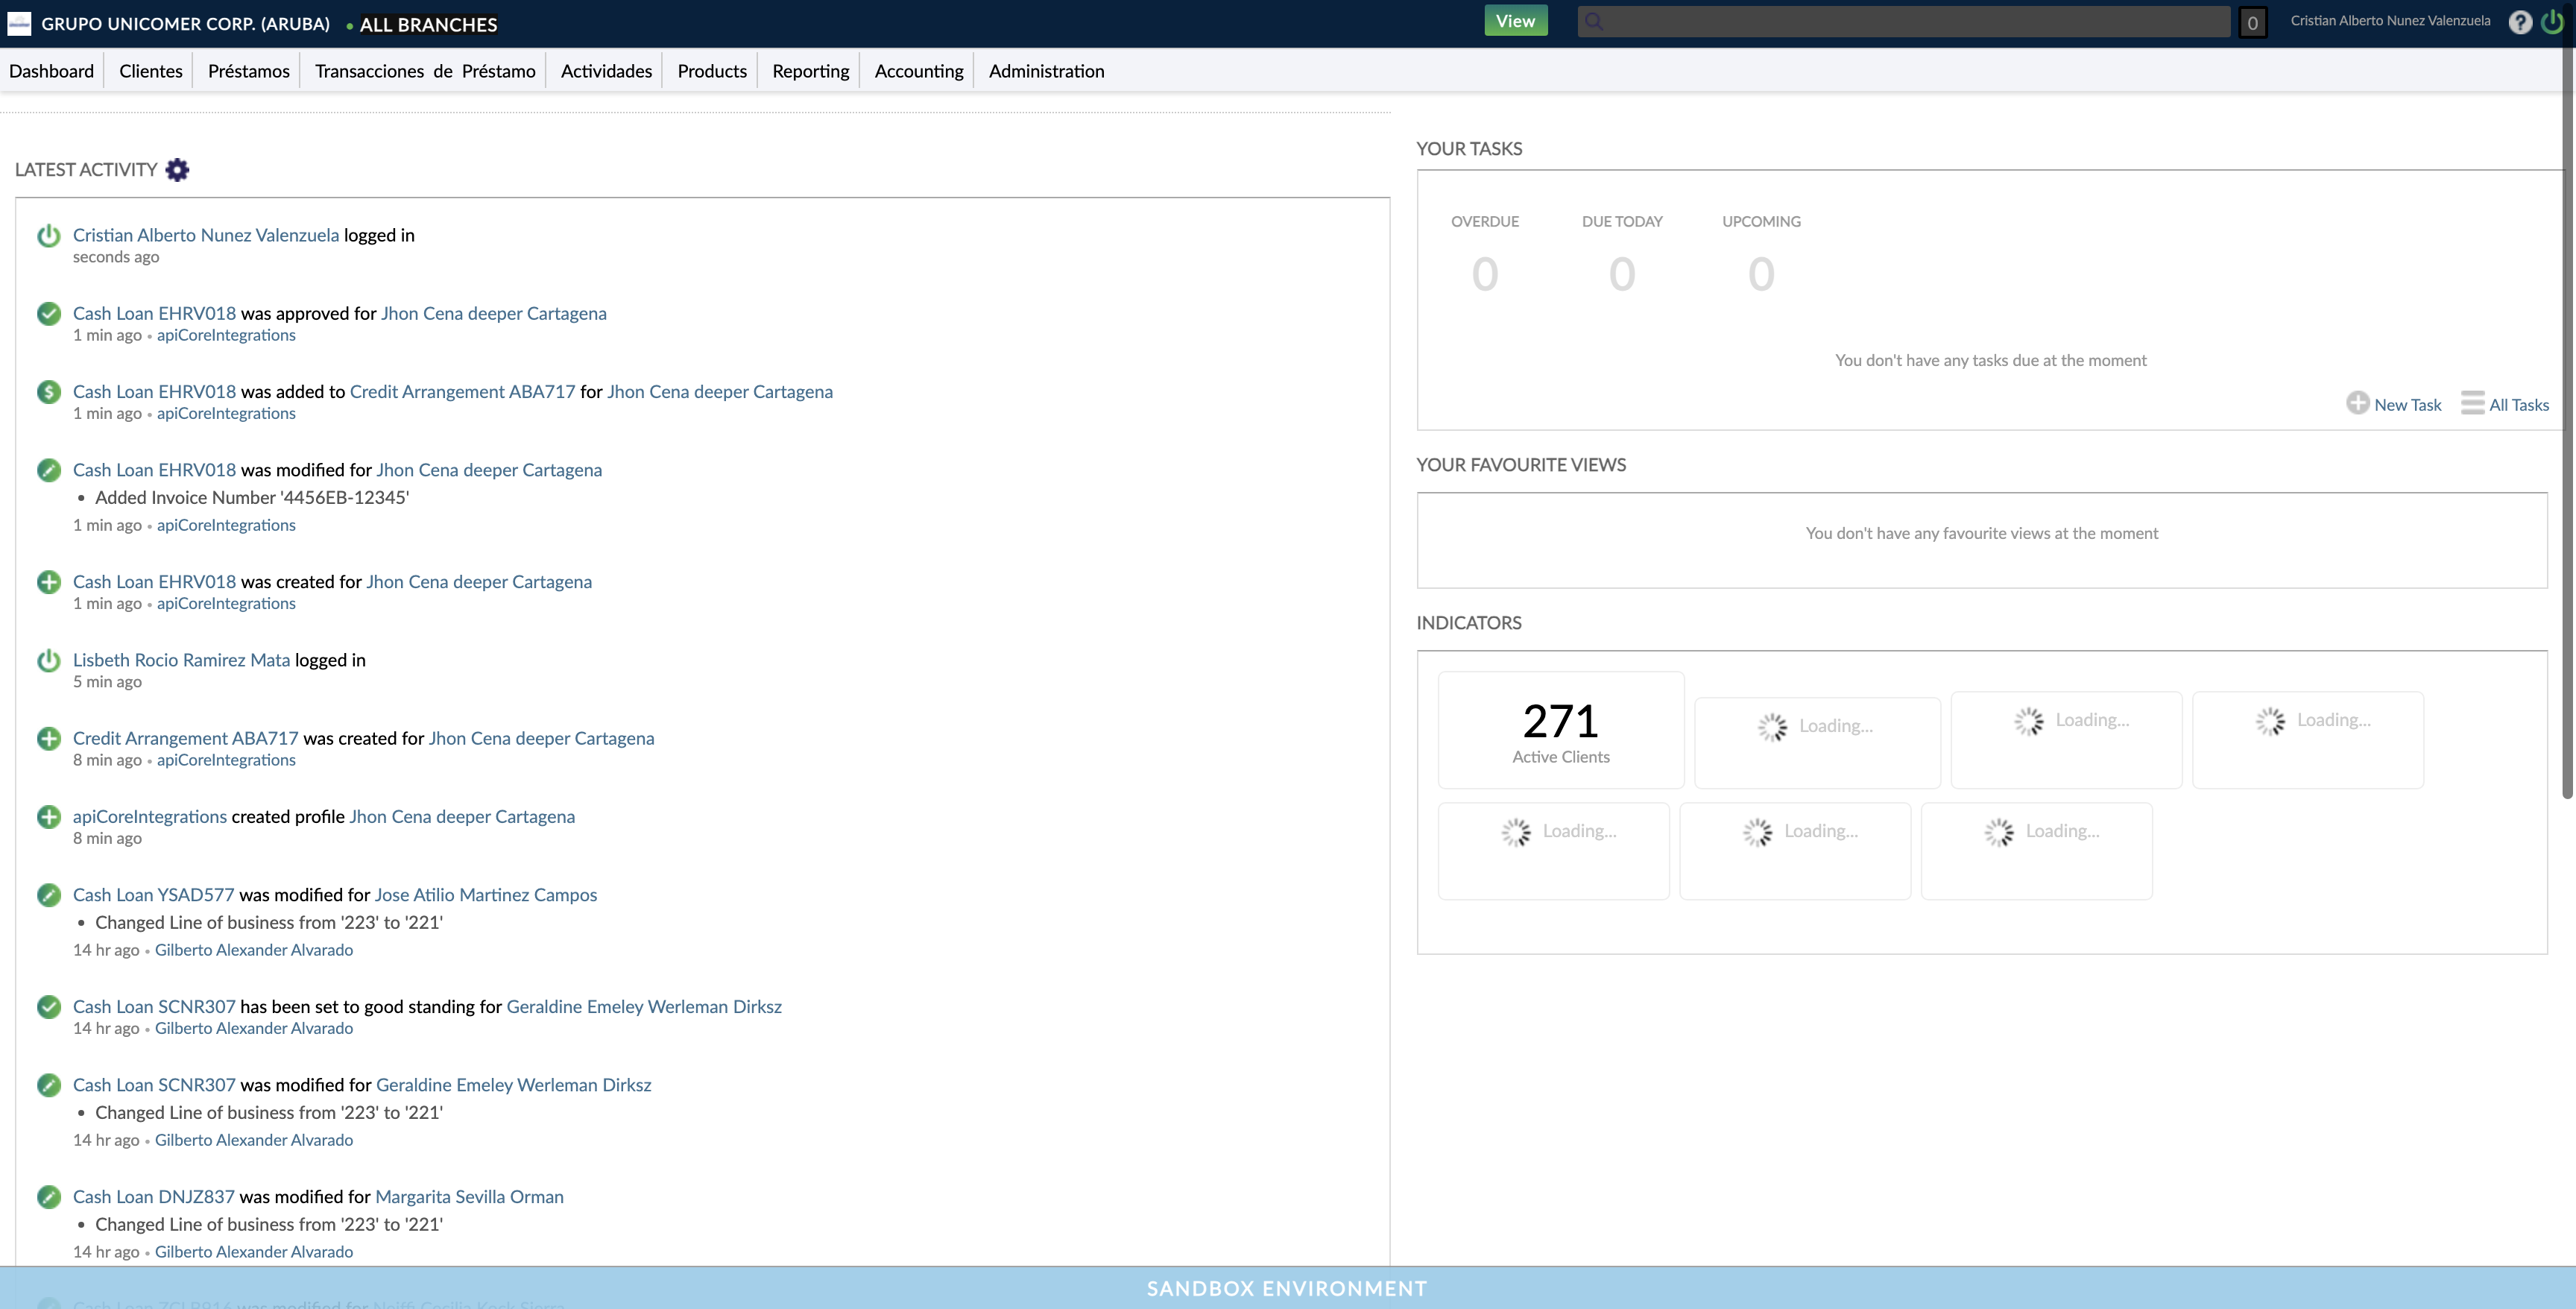 GRUPO UNICOMER CORP. (ARUBA) • ALL BRANCHES
View
0
Cristian Alberto Nunez Valenzuela
?
Dashboard Clientes Préstamos Transacciones de Préstamo Actividades Products Reporting Accounting Administration
LATEST ACTIVITY
Cristian Alberto Nunez Valenzuela logged in
seconds ago
Cash Loan EHRV018 was approved for Jhon Cena deeper Cartagena
1 min ago • apiCoreIntegrations
$
Cash Loan EHRV018 was added to Credit Arrangement ABA717 for Jhon Cena deeper Cartagena
1 min ago • apiCoreIntegrations
Cash Loan EHRV018 was modified for Jhon Cena deeper Cartagena
• Added Invoice Number '4456EB-12345'
1 min ago • apiCoreIntegrations
Cash Loan EHRV018 was created for Jhon Cena deeper Cartagena
1 min ago • apiCoreIntegrations
Lisbeth Rocio Ramirez Mata logged in
5 min ago
Credit Arrangement ABA717 was created for Jhon Cena deeper Cartagena
8 min ago • apiCoreIntegrations
apiCoreIntegrations created profile Jhon Cena deeper Cartagena
8 min ago
Cash Loan YSAD577 was modified for Jose Atilio Martinez Campos
• Changed Line of business from '223' to '221'
14 hr ago • Gilberto Alexander Alvarado
Cash Loan SCNR307 has been set to good standing for Geraldine Emeley Werleman Dirksz
14 hr ago • Gilberto Alexander Alvarado
Cash Loan SCNR307 was modified for Geraldine Emeley Werleman Dirksz
• Changed Line of business from '223' to '221'
14 hr ago • Gilberto Alexander Alvarado
Cash Loan DNJZ837 was modified for Margarita Sevilla Orman
• Changed Line of business from '223' to '221'
14 hr ago • Gilberto Alexander Alvarado
YOUR TASKS
OVERDUE DUE TODAY UPCOMING
0 0 0
You don't have any tasks due at the moment
New Task All Tasks
YOUR FAVOURITE VIEWS
You don't have any favourite views at the moment
INDICATORS
271
Active Clients
Loading... Loading... Loading...
Loading... Loading... Loading...
SANDBOX ENVIRONMENT
Cash Loan was modified for